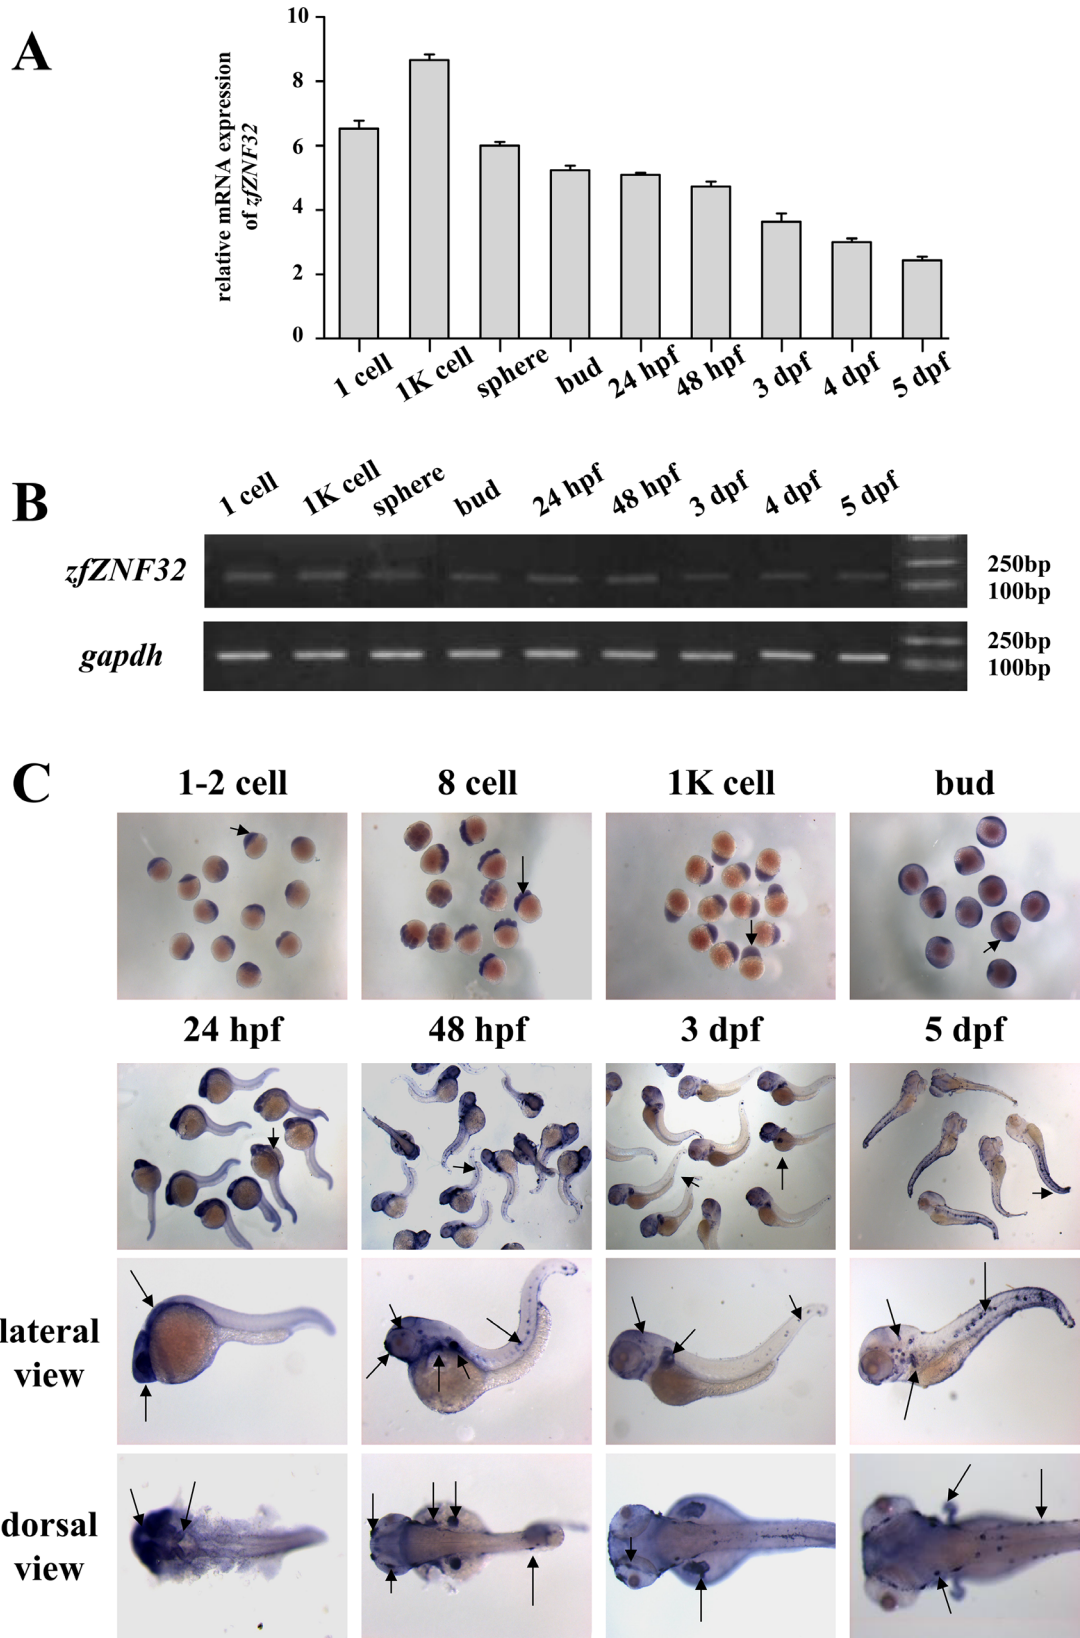 A
relative mRNA expression
of zfZNF32
10
8
6
4
2
0
1 cell
1K cell
sphere
bud
24 hpf
48 hpf
3 dpf
4 dpf
5 dpf
B
1 cell
1K cell
sphere
bud
24 hpf
48 hpf
3 dpf
4 dpf
5 dpf
zfZNF32
250bp
100bp
gapdh
250bp
100bp
C
1-2 cell
8 cell
1K cell
bud
24 hpf
48 hpf
3 dpf
5 dpf
lateral
view
dorsal
view